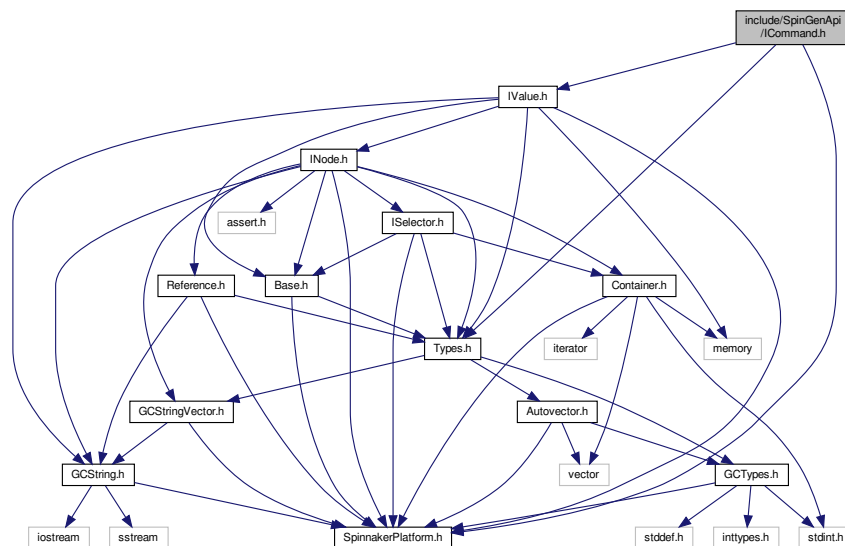 include/SpinGenApi
/ICommand.h
IValue.h
INode.h
assert.h
ISelector.h
Reference.h
Base.h
Container.h
Types.h
iterator
memory
GCStringVector.h
Autovector.h
GCString.h
vector
GCTypes.h
iostream
sstream
SpinnakerPlatform.h
stddef.h
inttypes.h
stdint.h